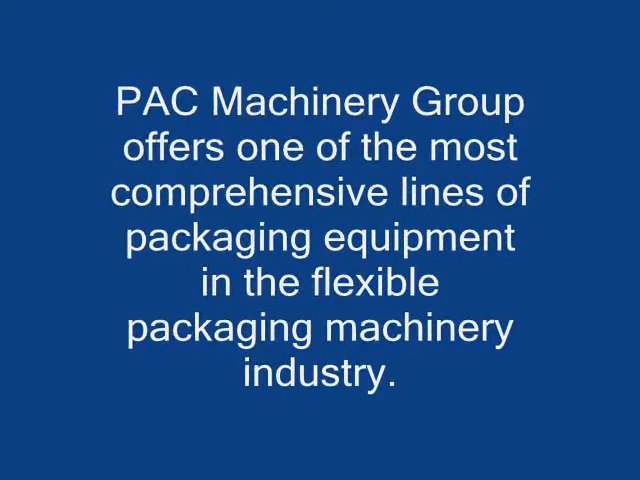 PAC Machinery Group
offers one of the most
comprehensive lines of
packaging equipment
in the flexible
packaging machinery
industry.